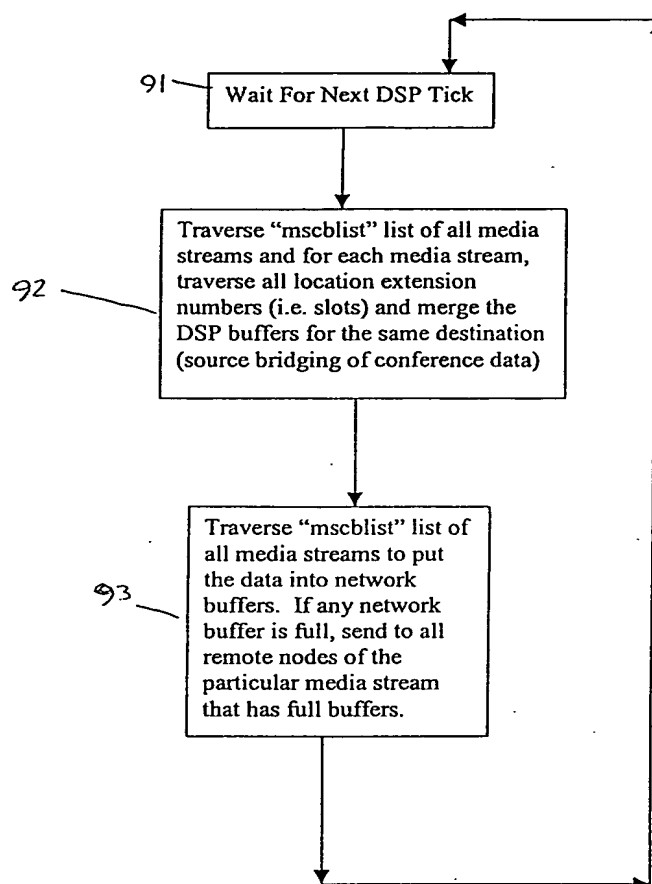 91
Wait For Next DSP Tick
92
Traverse "mscblist" list of all media
streams and for each media stream,
traverse all location extension
numbers (i.e. slots) and merge the
DSP buffers for the same destination
(source bridging of conference data)
93
Traverse "mscblist" list of
all media streams to put
the data into network
buffers. If any network
buffer is full, send to all
remote nodes of the
particular media stream
that has full buffers.